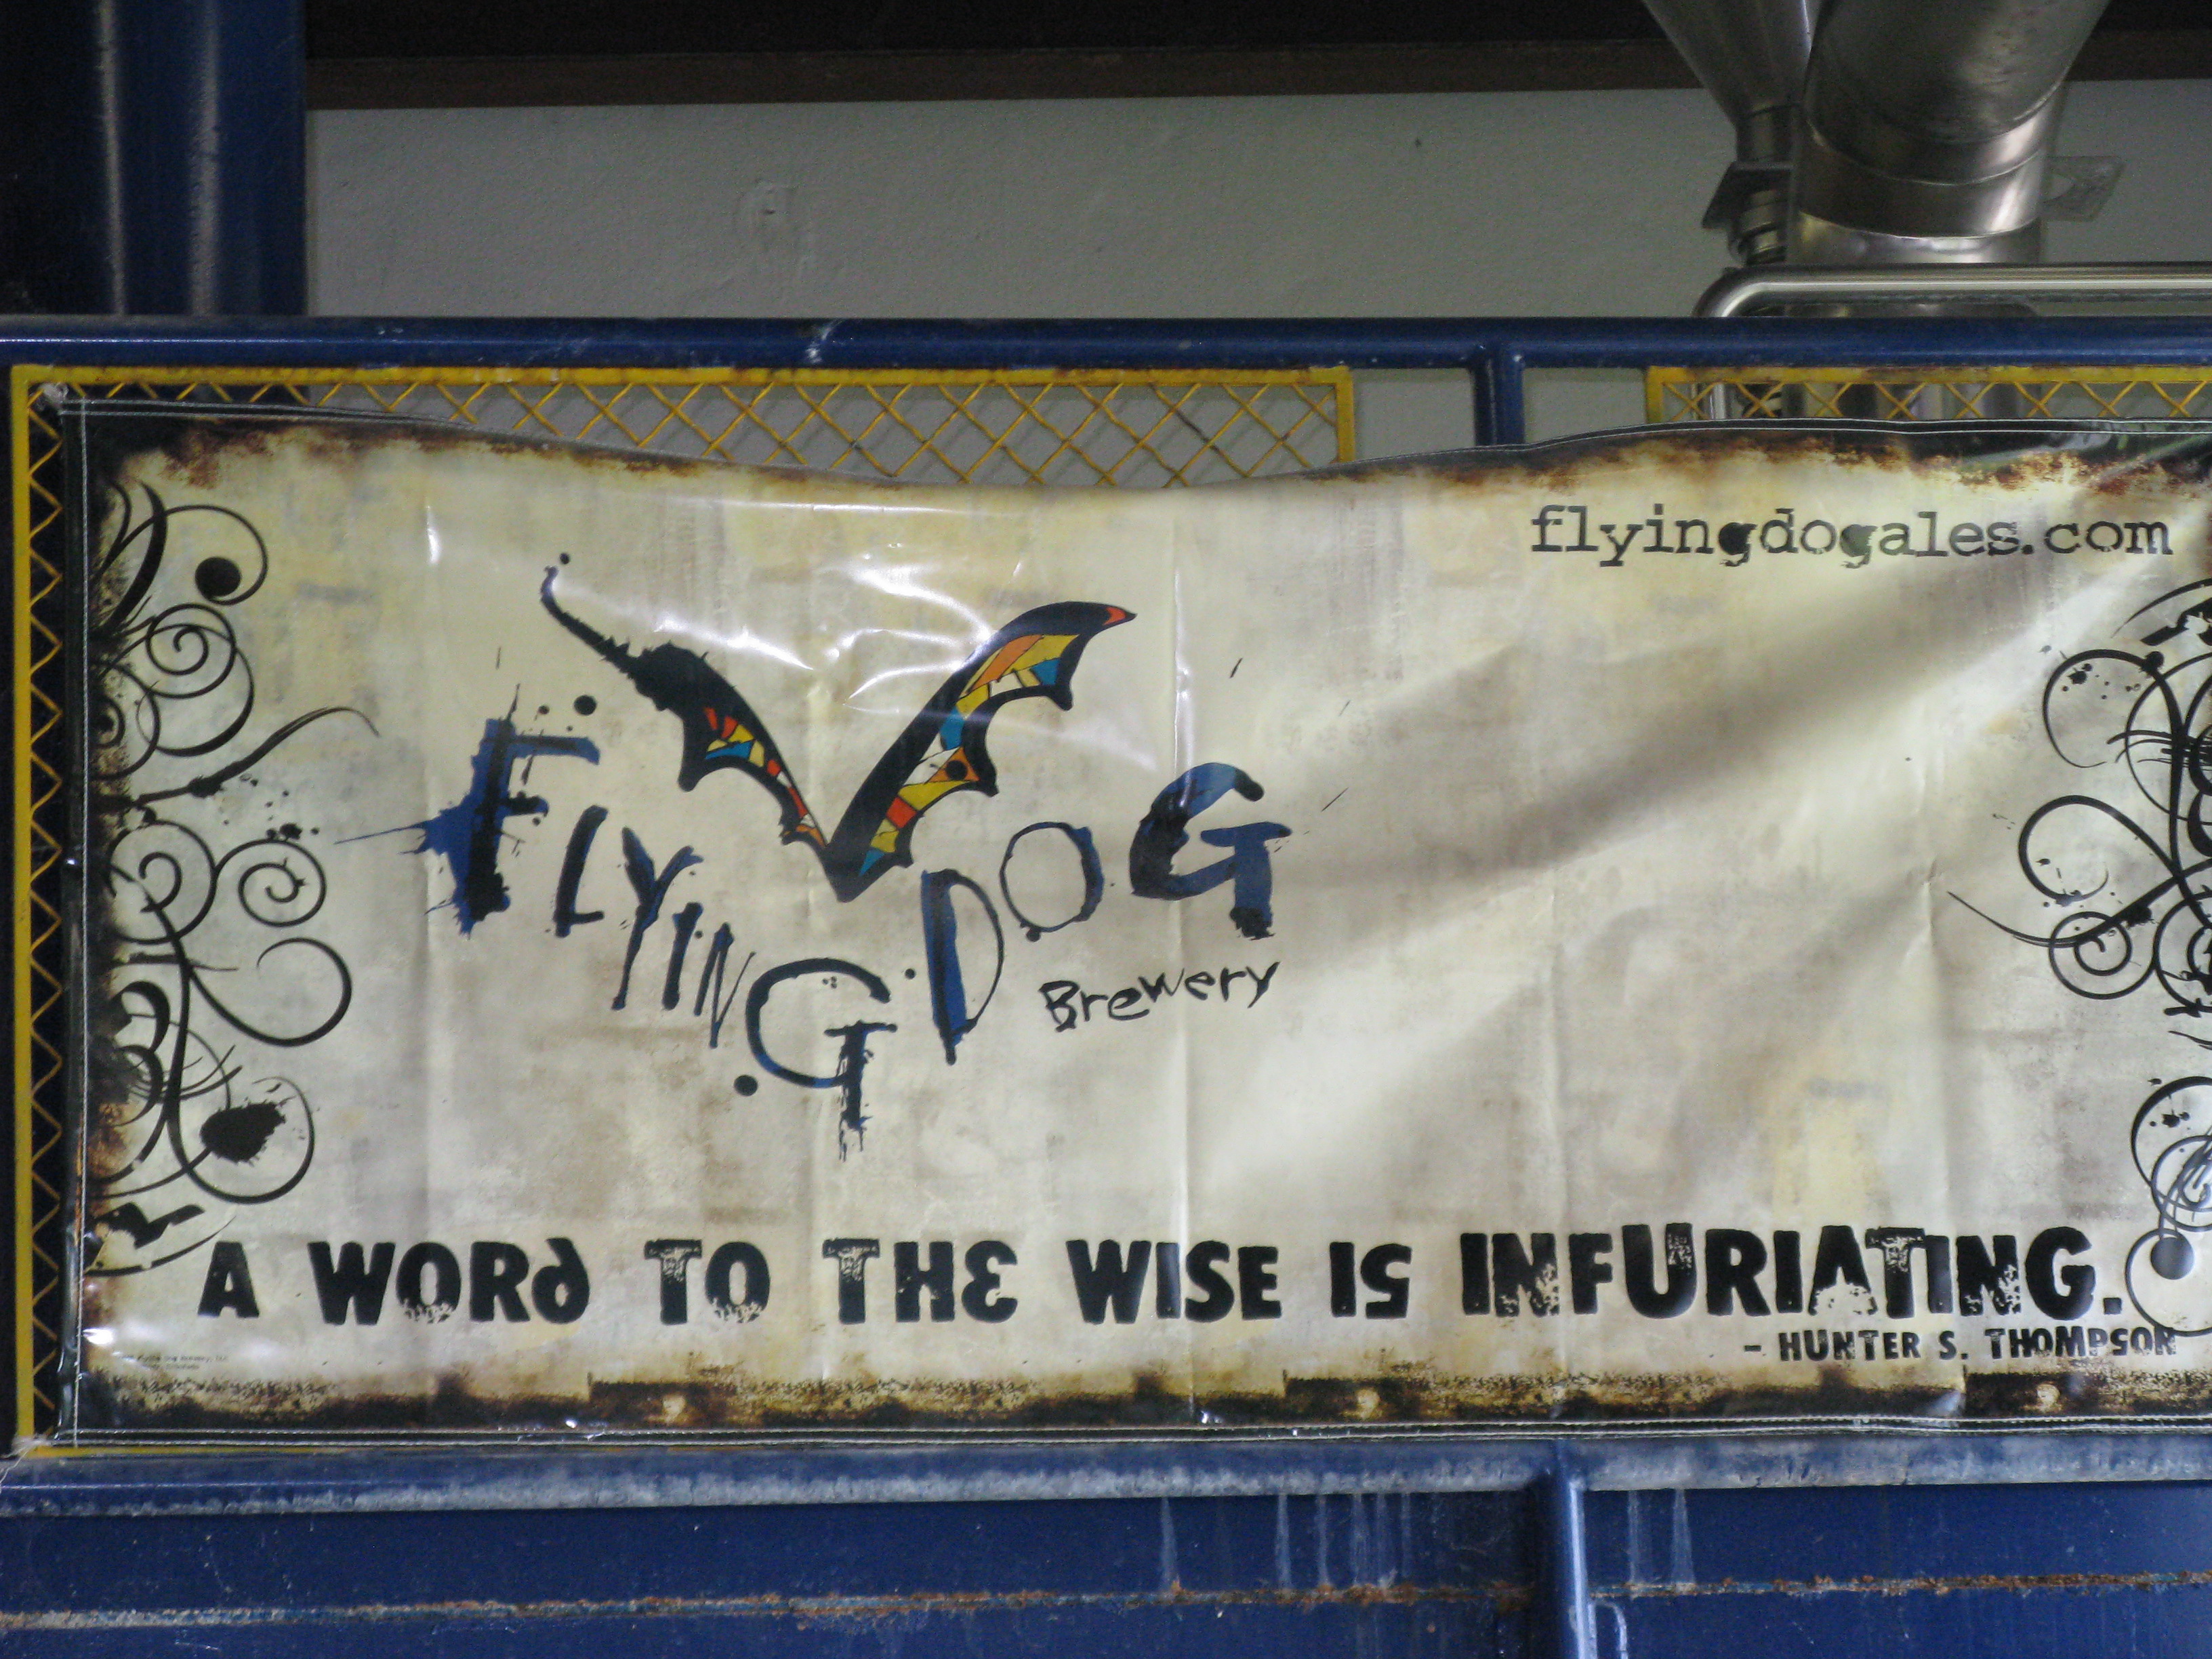 flyingdogales.com
FLYING DOG
Brewery
A WORD TO THE WISE IS INFURIATING.
- HUNTER S. THOMPSON